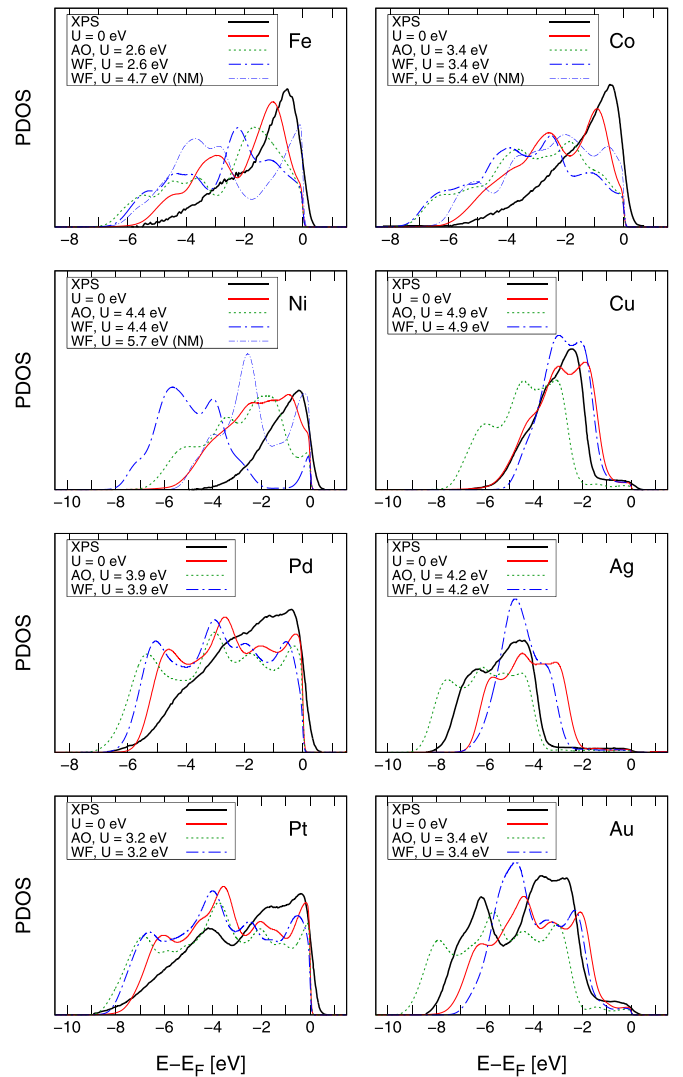 XPS
U = 0 eV
AO, U = 2.6 eV
WF, U = 2.6 eV
WF, U = 4.7 eV (NM)
Fe
PDOS
−8 −6 −4 −2 0
XPS
U = 0 eV
AO, U = 3.4 eV
WF, U = 3.4 eV
WF, U = 5.4 eV (NM)
Co
−8 −6 −4 −2 0
XPS
U = 0 eV
AO, U = 4.4 eV
WF, U = 4.4 eV
WF, U = 5.7 eV (NM)
Ni
PDOS
−10 −8 −6 −4 −2 0
XPS
U = 0 eV
AO, U = 4.9 eV
WF, U = 4.9 eV
Cu
−10 −8 −6 −4 −2 0
XPS
U = 0 eV
AO, U = 3.9 eV
WF, U = 3.9 eV
Pd
PDOS
−8 −6 −4 −2 0
XPS
U = 0 eV
AO, U = 4.2 eV
WF, U = 4.2 eV
Ag
−10 −8 −6 −4 −2 0
XPS
U = 0 eV
AO, U = 3.2 eV
WF, U = 3.2 eV
Pt
PDOS
−10 −8 −6 −4 −2 0
E−E_F [eV]
XPS
U = 0 eV
AO, U = 3.4 eV
WF, U = 3.4 eV
Au
−10 −8 −6 −4 −2 0
E−E_F [eV]